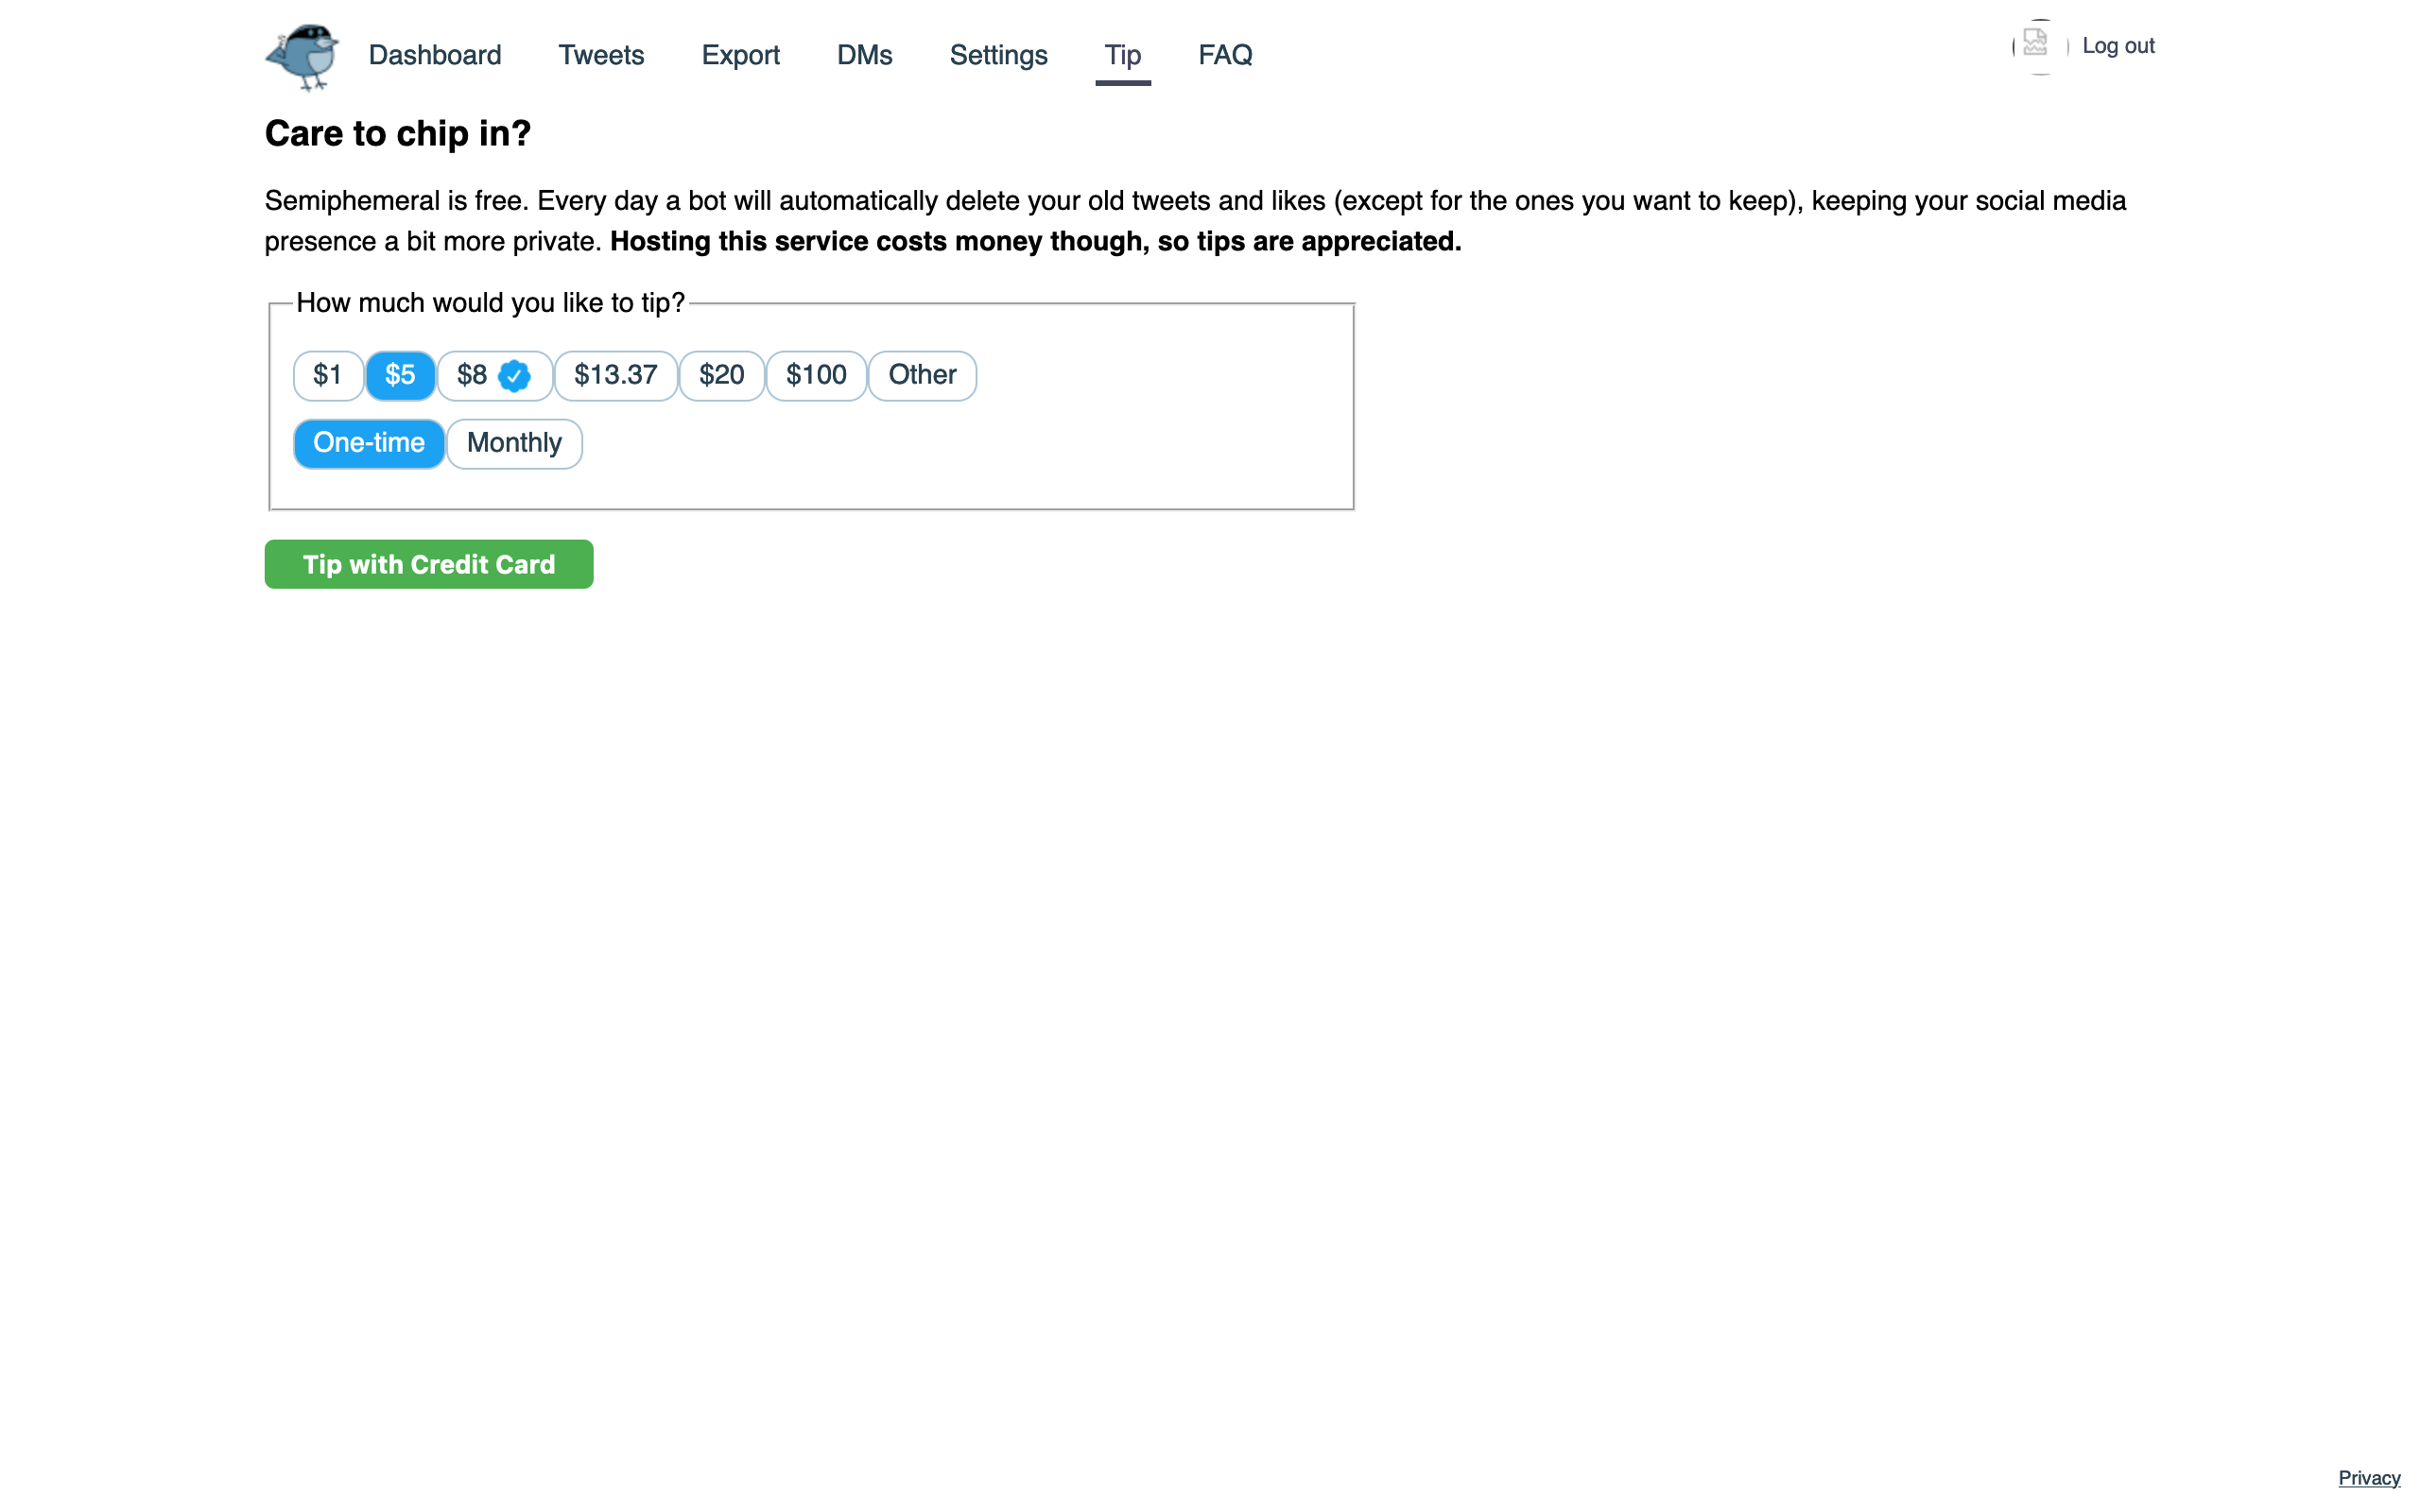 Dashboard Tweets Export DMs Settings Tip FAQ Log out
Care to chip in?
Semiphemeral is free. Every day a bot will automatically delete your old tweets and likes (except for the ones you want to keep), keeping your social media
presence a bit more private. Hosting this service costs money though, so tips are appreciated.
How much would you like to tip?
$1 $5 $8 $13.37 $20 $100 Other
One-time Monthly
Tip with Credit Card
Privacy